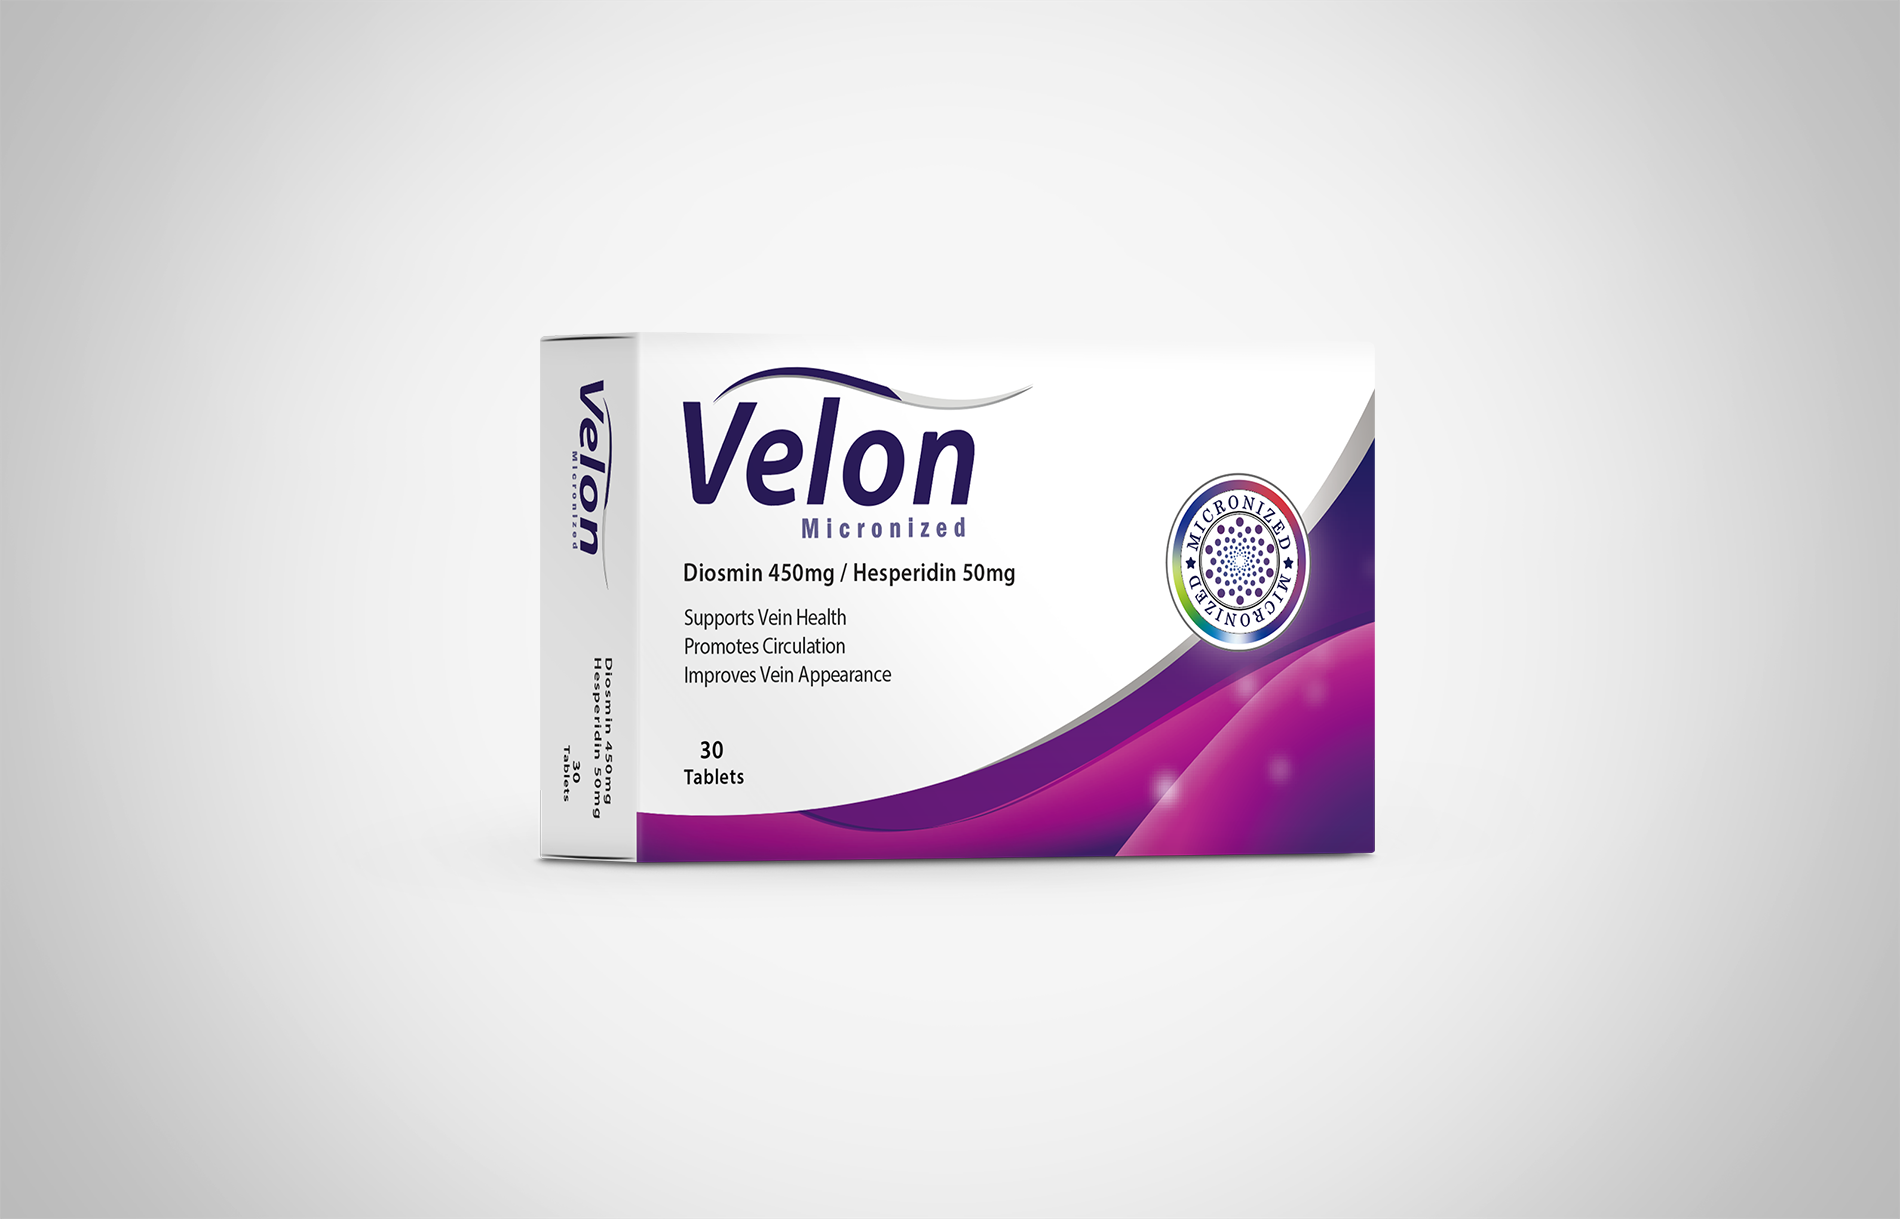 Velon
Micronized
Diosmin 450mg / Hesperidin 50mg
Supports Vein Health
Promotes Circulation
Improves Vein Appearance
30
Tablets
MICRONIZED ★ MICRONIZED ★ MICRONIZED
Velon
Micronized
Diosmin 450mg
Hesperidin 50mg
30
Tablets